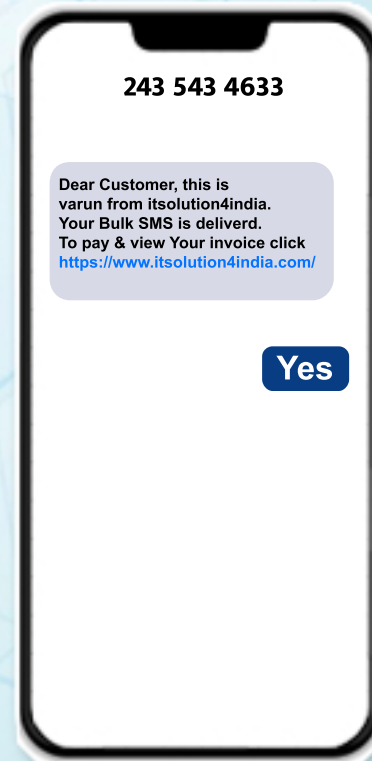 243 543 4633
Dear Customer, this is
varun from itsolution4india.
Your Bulk SMS is deliverd.
To pay & view Your invoice click
https://www.itsolution4india.com/
Yes